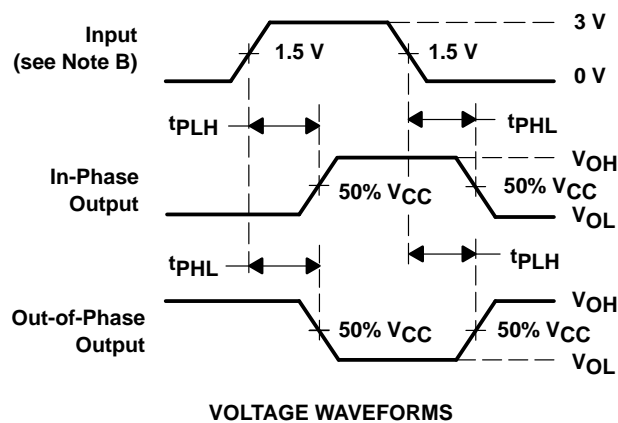 Input
(see Note B)
1.5 V
1.5 V
3 V
0 V
tPLH
tPHL
In-Phase
Output
50% VCC
VOH
50% VCC
VOL
tPHL
tPLH
Out-of-Phase
Output
50% VCC
VOH
50% VCC
VOL
VOLTAGE WAVEFORMS